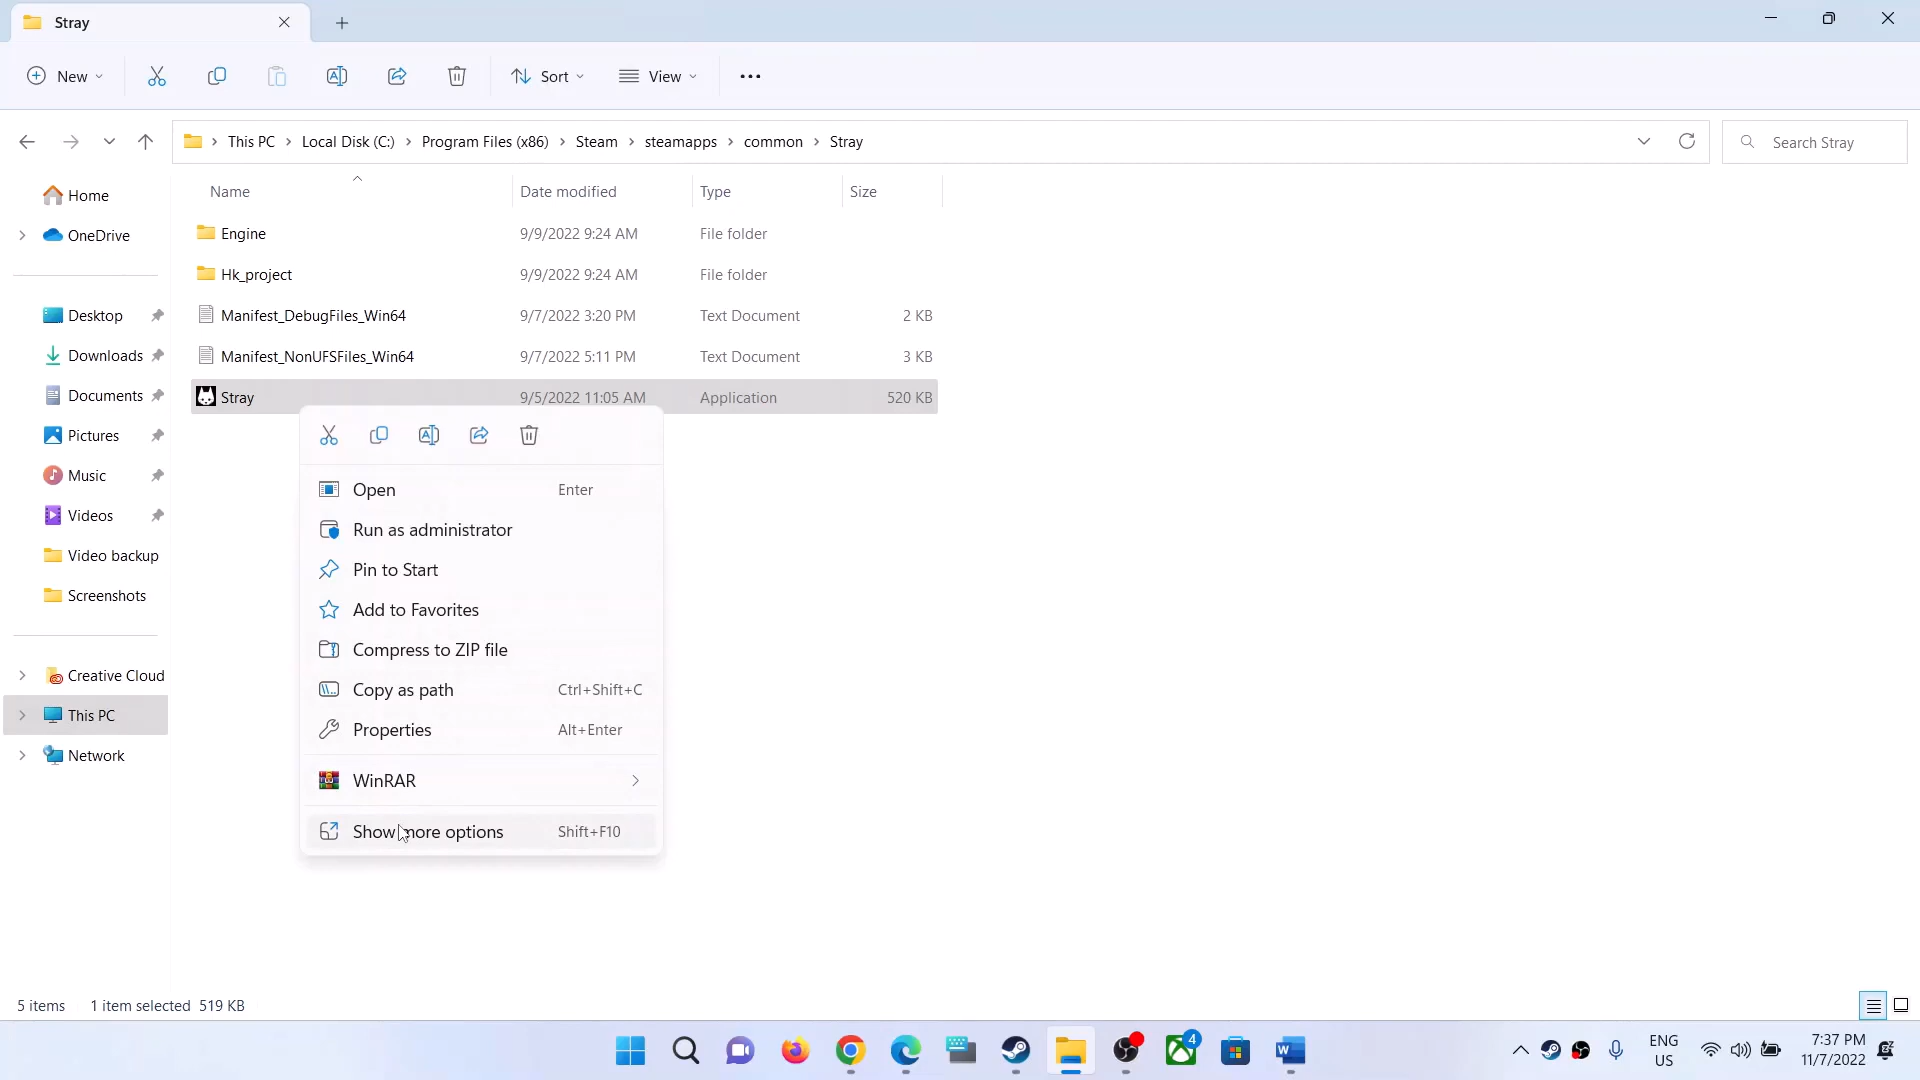 Stray
New
Sort
View
This PC > Local Disk (C:) > Program Files (x86) > Steam > steamapps > common > Stray
Search Stray
Home
OneDrive
Desktop
Downloads
Documents
Pictures
Music
Videos
Video backup
Screenshots
Creative Cloud
This PC
Network
Name Date modified Type Size
Engine 9/9/2022 9:24 AM File folder
Hk_project 9/9/2022 9:24 AM File folder
Manifest_DebugFiles_Win64 9/7/2022 3:20 PM Text Document 2 KB
Manifest_NonUFSFiles_Win64 9/7/2022 5:11 PM Text Document 3 KB
Stray 9/5/2022 11:05 AM Application 520 KB
Open Enter
Run as administrator
Pin to Start
Add to Favorites
Compress to ZIP file
Copy as path Ctrl+Shift+C
Properties Alt+Enter
WinRAR
Show more options Shift+F10
5 items 1 item selected 519 KB
4
ENG
US
7:37 PM
11/7/2022